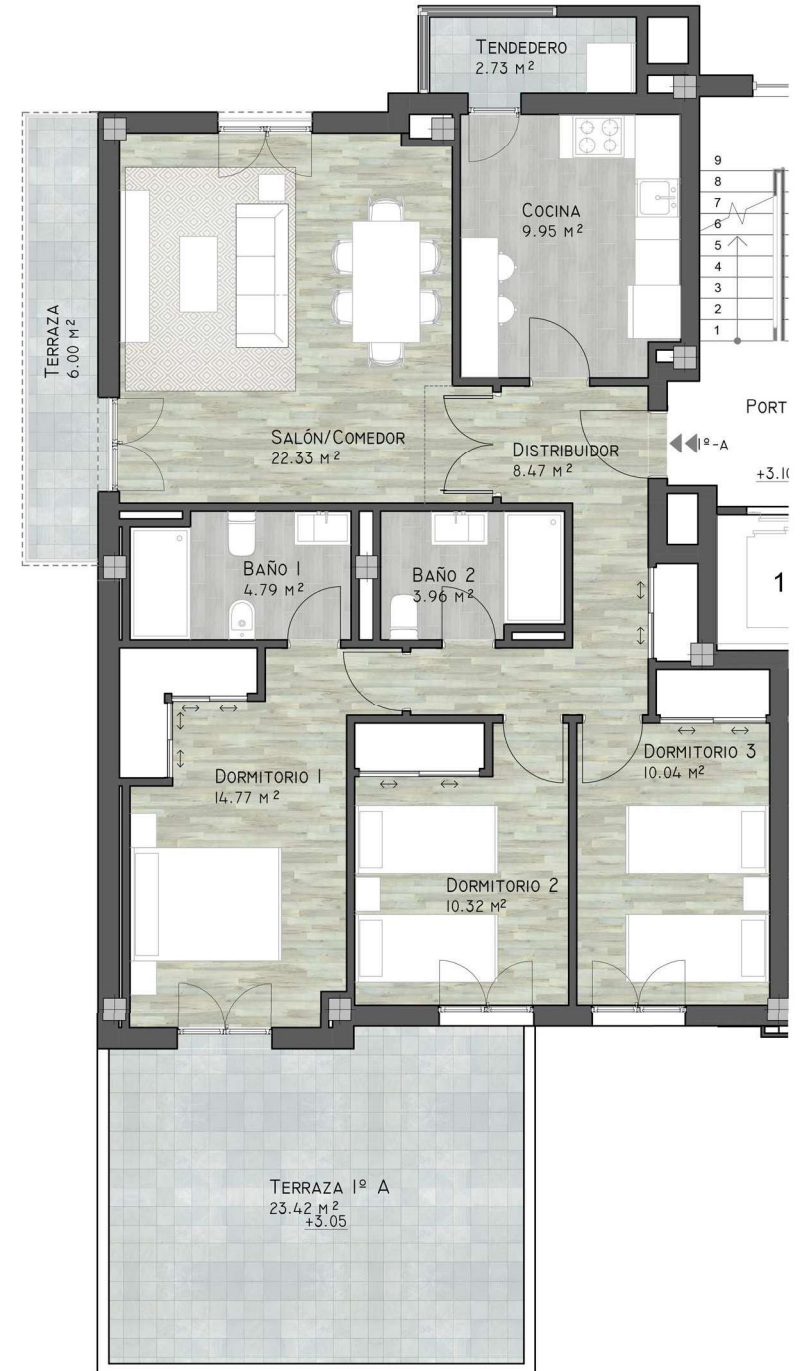 TENDEDERO
2.73 M²
COCINA
9.95 M²
9
8
7
6
5
4
3
2
1
TERRAZA
6.00 M²
SALÓN/COMEDOR
22.33 M²
DISTRIBUIDOR
8.47 M²
1º-A
PORT
+3.10
BAÑO 1
4.79 M²
BAÑO 2
3.96 M²
1
DORMITORIO 1
14.77 M²
DORMITORIO 3
10.04 M²
DORMITORIO 2
10.32 M²
TERRAZA 1º A
23.42 M²
+3.05